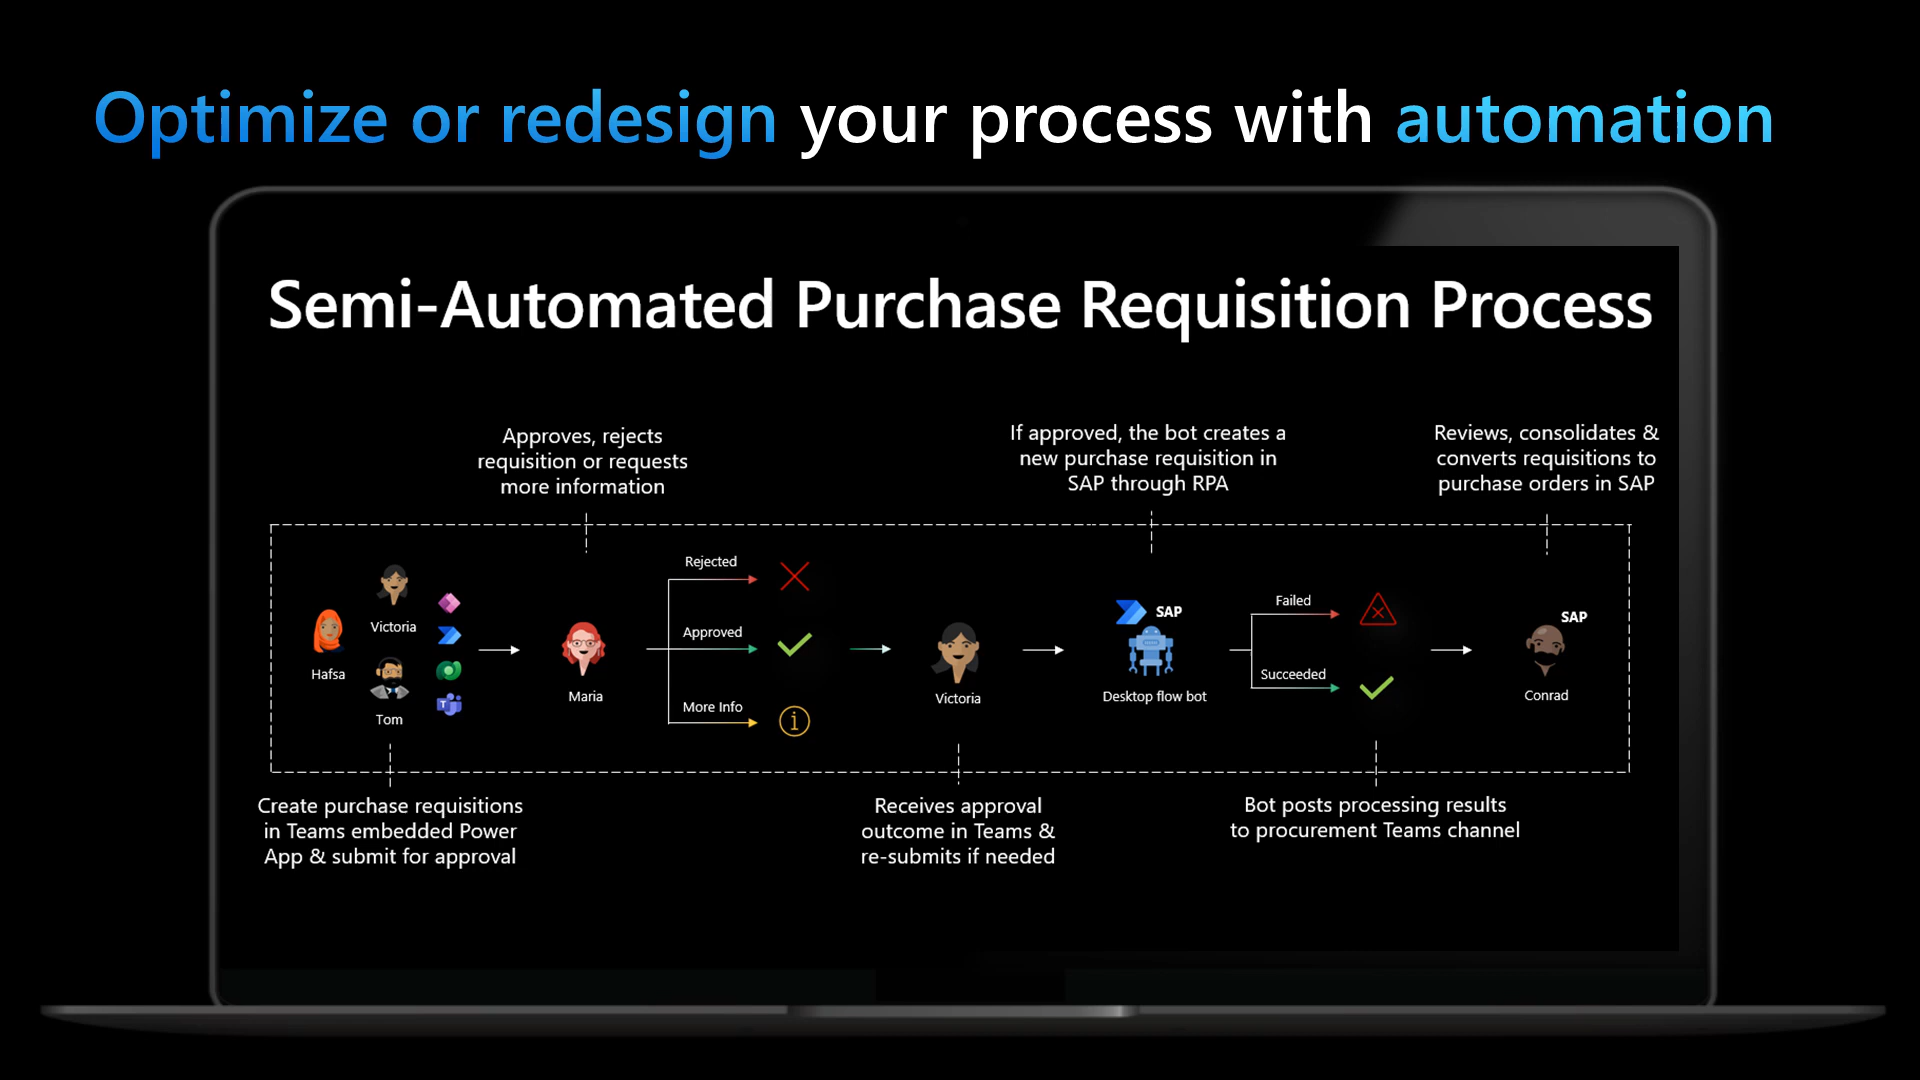 Optimize or redesign your process with automation
Semi-Automated Purchase Requisition Process
Approves, rejects
requisition or requests
more information
If approved, the bot creates a
new purchase requisition in
SAP through RPA
Reviews, consolidates &
converts requisitions to
purchase orders in SAP
Hafsa
Victoria
Tom
T
Maria
Rejected
Approved
More Info
i
Victoria
SAP
Desktop flow bot
Failed
Succeeded
SAP
Conrad
Create purchase requisitions
in Teams embedded Power
App & submit for approval
Receives approval
outcome in Teams &
re-submits if needed
Bot posts processing results
to procurement Teams channel